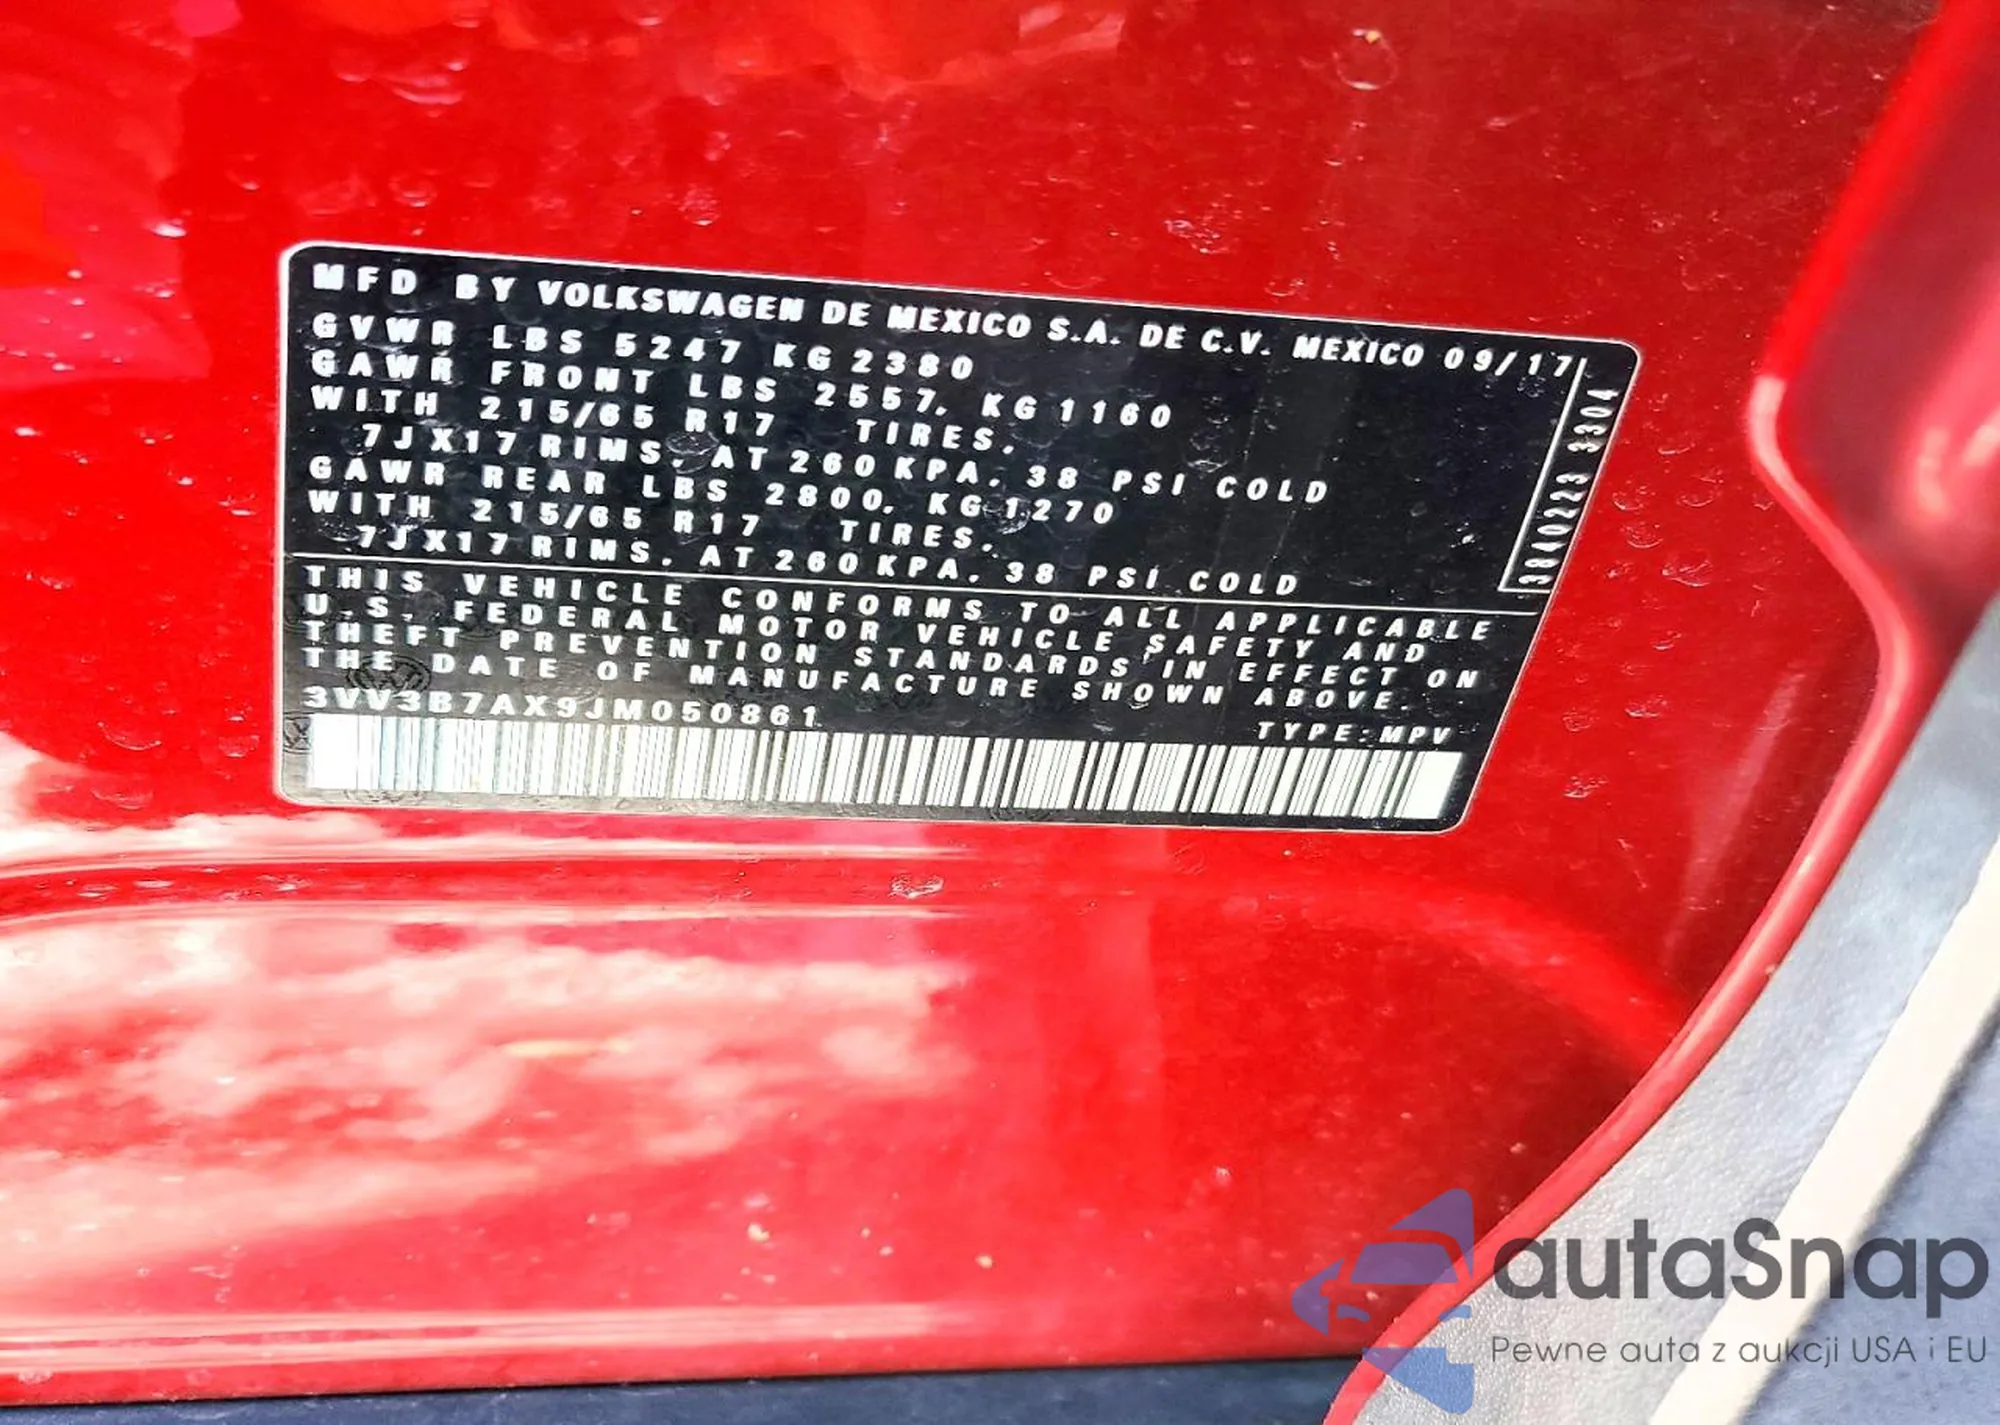 MFD BY VOLKSWAGEN DE MEXICO S.A. DE C.V. MEXICO 09/17
GVWR LBS 5247 KG 2380
GAWR FRONT LBS 2557. KG 1160
WITH 215/65 R17 TIRES.
7JX17 RIMS. AT 260 KPA. 38 PSI COLD
GAWR REAR LBS 2800. KG 1270
WITH 215/65 R17 TIRES.
7JX17 RIMS. AT 260 KPA. 38 PSI COLD
3840223 3304
THIS VEHICLE CONFORMS TO ALL APPLICABLE
U.S. FEDERAL MOTOR VEHICLE SAFETY AND
THEFT PREVENTION STANDARDS IN EFFECT ON
THE DATE OF MANUFACTURE SHOWN ABOVE.
3VV3B7AX9JM050861 TYPE: MPV
autaSnap
Pewne auta z aukcji USA i EU